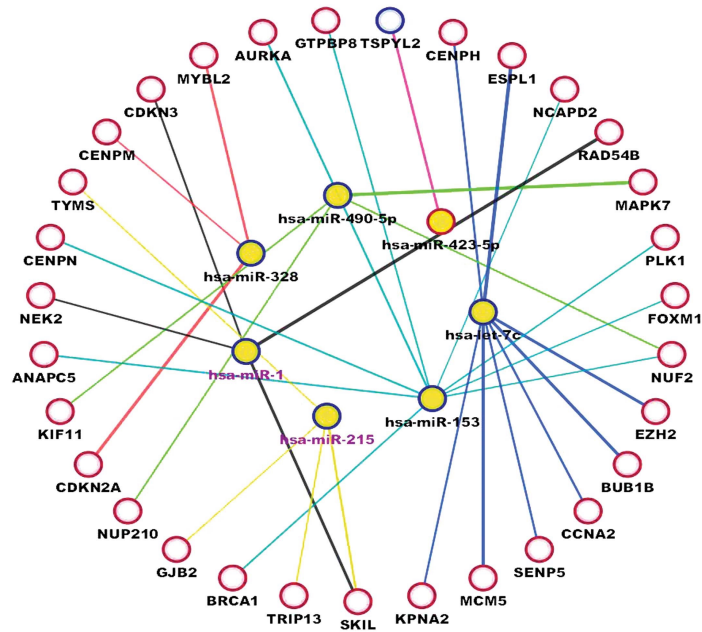 GTPBP8
TSPYL2
AURKA
CENPH
MYBL2
ESPL1
CDKN3
NCAPD2
CENPM
RAD54B
TYMS
MAPK7
hsa-miR-490-5p
hsa-miR-423-5p
CENPN
PLK1
hsa-miR-328
NEK2
FOXM1
hsa-let-7c
ANAPC5
hsa-miR-1
NUF2
KIF11
hsa-miR-153
EZH2
hsa-miR-215
CDKN2A
BUB1B
NUP210
CCNA2
GJB2
SENP5
BRCA1
MCM5
TRIP13
KPNA2
SKIL